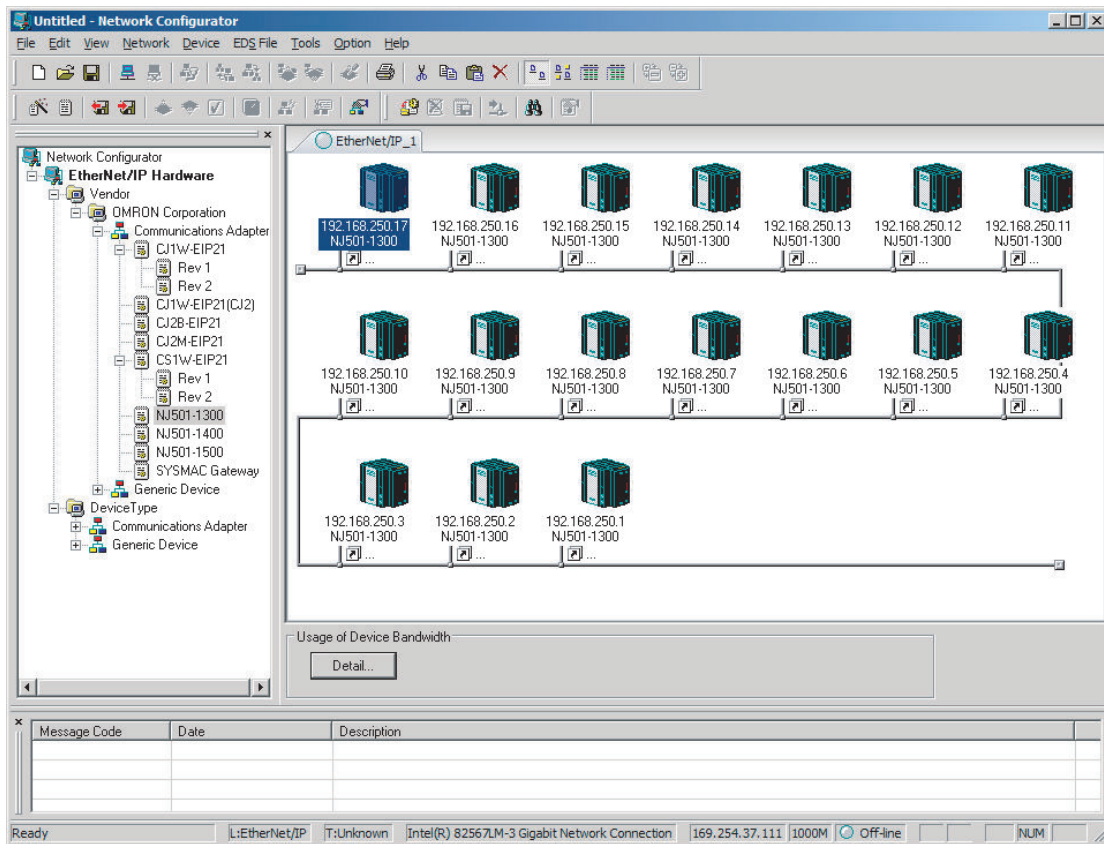 Untitled - Network Configurator
File Edit View Network Device EDS File Tools Option Help
Network Configurator
EtherNet/IP Hardware
Vendor
OMRON Corporation
Communications Adapter
CJ1W-EIP21
Rev 1
Rev 2
CJ1W-EIP21(CJ2)
CJ2B-EIP21
CJ2M-EIP21
CS1W-EIP21
Rev 1
Rev 2
NJ501-1300
NJ501-1400
NJ501-1500
SYSMAC Gateway
Generic Device
DeviceType
Communications Adapter
Generic Device
EtherNet/IP_1
192.168.250.17 192.168.250.16 192.168.250.15 192.168.250.14 192.168.250.13 192.168.250.12 192.168.250.11
NJ501-1300 NJ501-1300 NJ501-1300 NJ501-1300 NJ501-1300 NJ501-1300 NJ501-1300
... ... ... ... ... ... ...
192.168.250.10 192.168.250.9 192.168.250.8 192.168.250.7 192.168.250.6 192.168.250.5 192.168.250.4
NJ501-1300 NJ501-1300 NJ501-1300 NJ501-1300 NJ501-1300 NJ501-1300 NJ501-1300
... ... ... ... ... ... ...
192.168.250.3 192.168.250.2 192.168.250.1
NJ501-1300 NJ501-1300 NJ501-1300
... ... ...
Usage of Device Bandwidth
Detail...
Message Code Date Description
Ready L:EtherNet/IP T:Unknown Intel(R) 82567LM-3 Gigabit Network Connection 169.254.37.111 1000M Off-line NUM